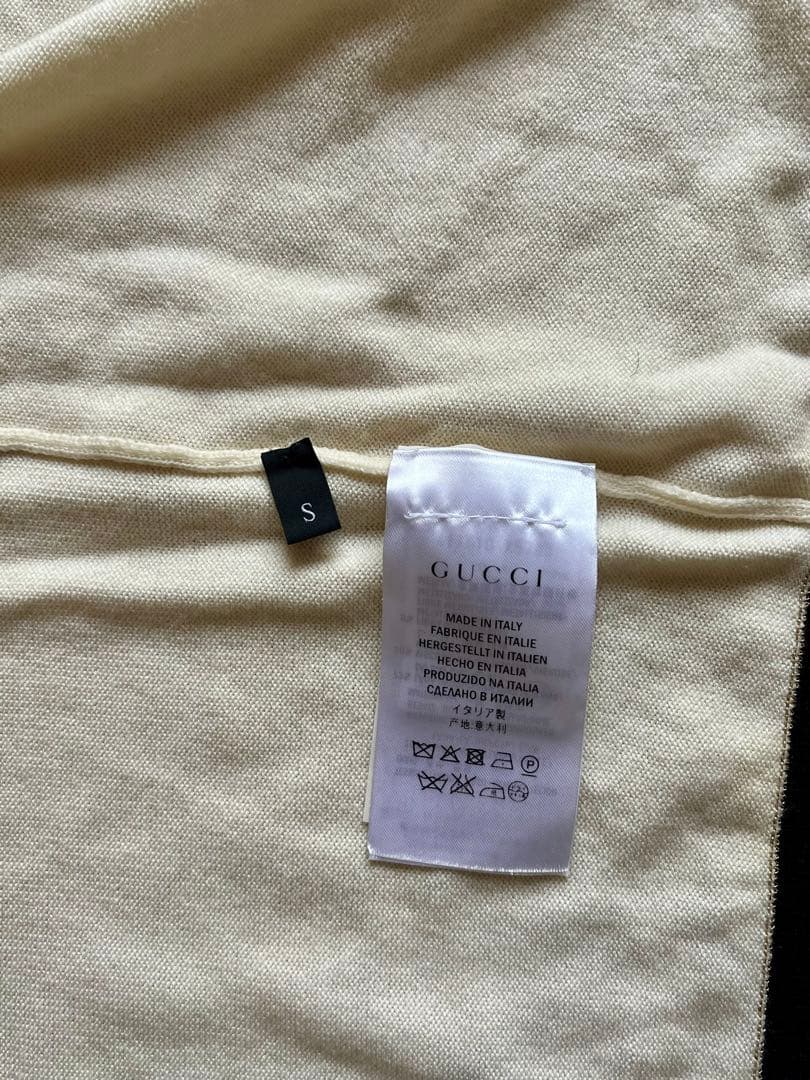 S
GUCCI
MADE IN ITALY
FABRIQUE EN ITALIE
HERGESTELLT IN ITALIEN
HECHO EN ITALIA
PRODUZIDO NA ITALIA
СДЕЛАНО В ИТАЛИИ
イタリア製
产地:意大利
P